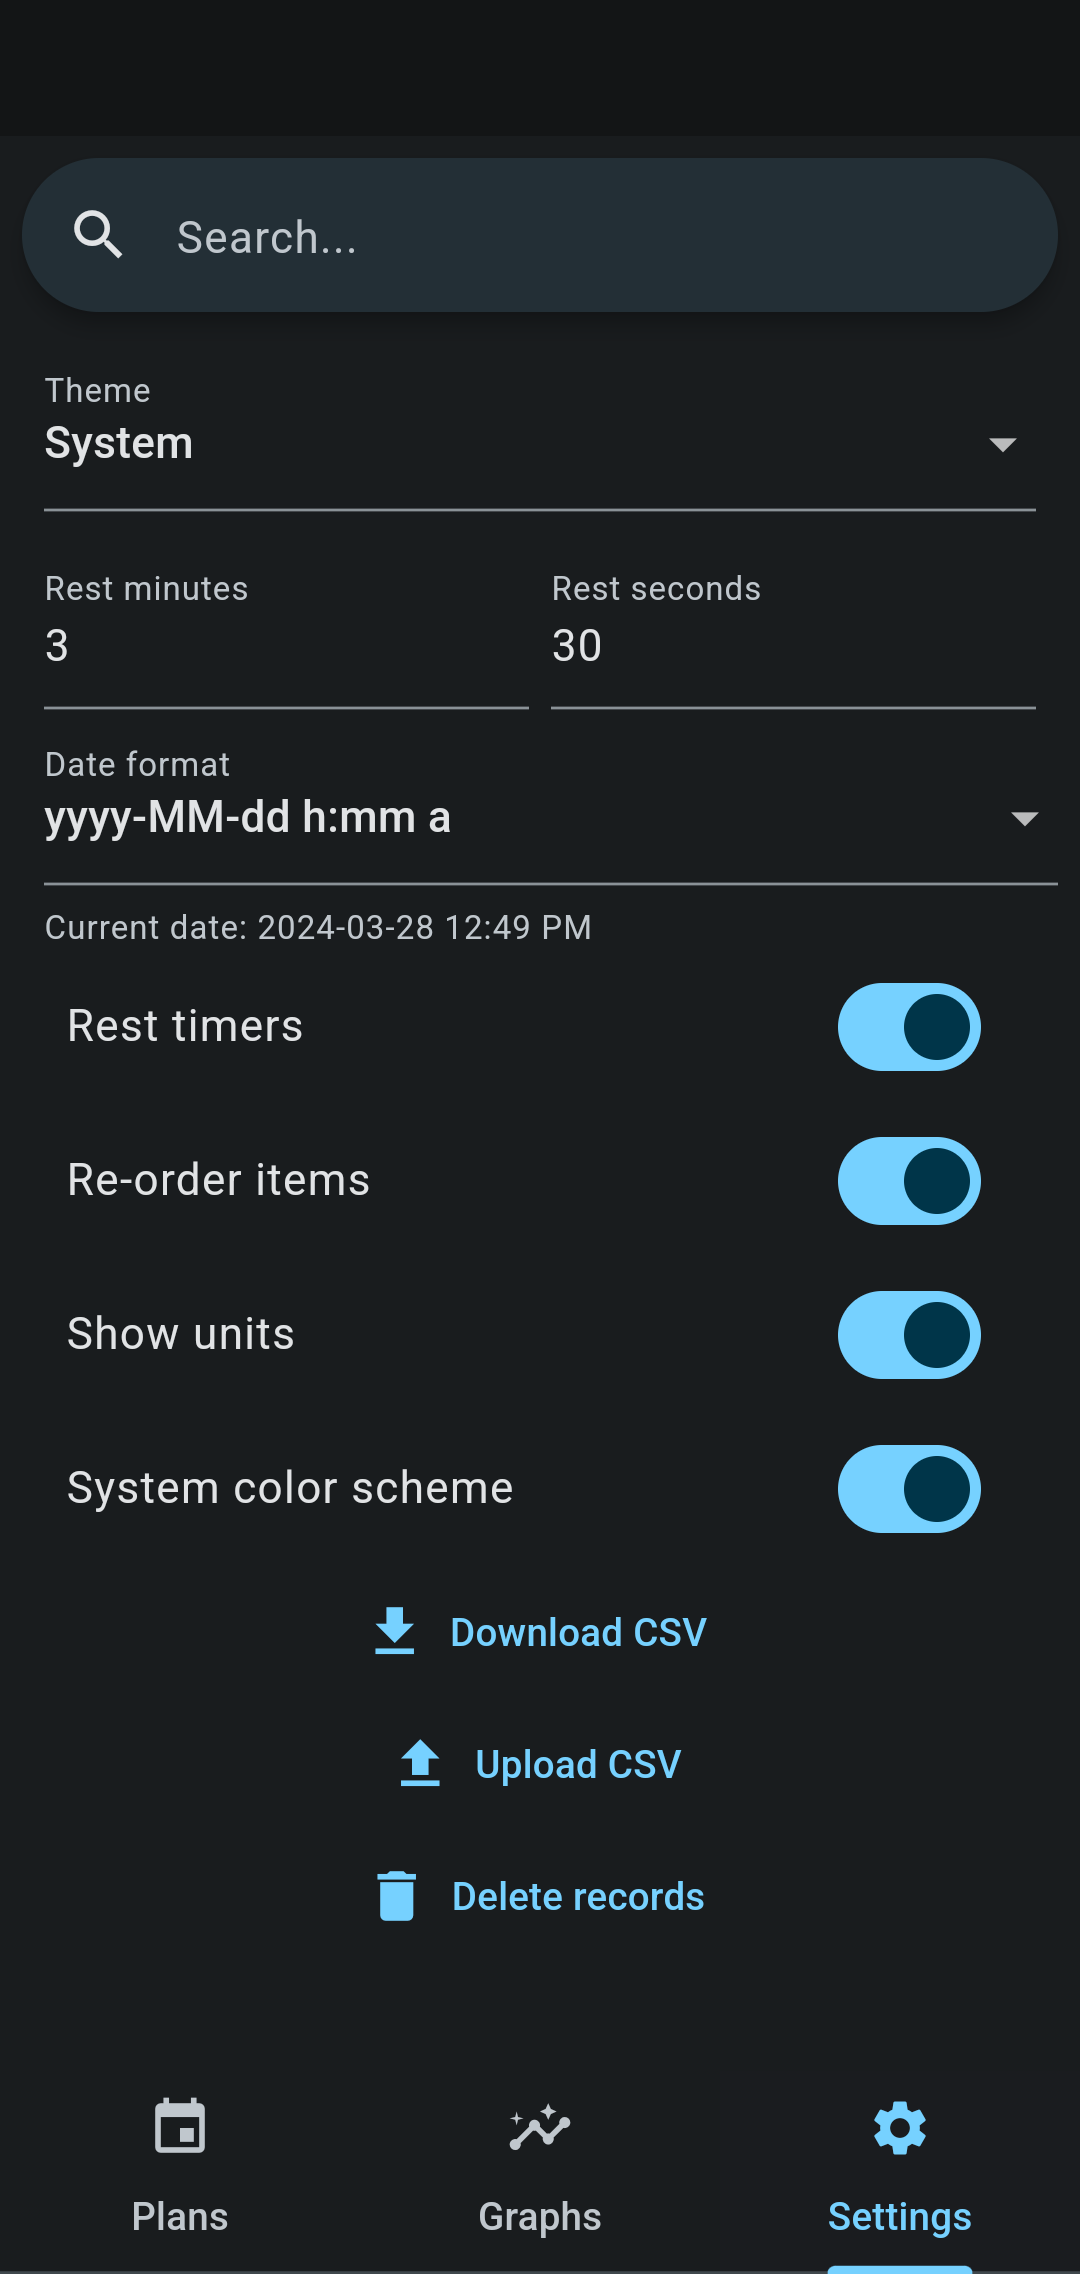 Search...
Theme
System
Rest minutes
Rest seconds
3
30
Date format
yyyy-MM-dd h:mm a
Current date: 2024-03-28 12:49 PM
Rest timers
Re-order items
Show units
System color scheme
Download CSV
Upload CSV
Delete records
Plans
Graphs
Settings